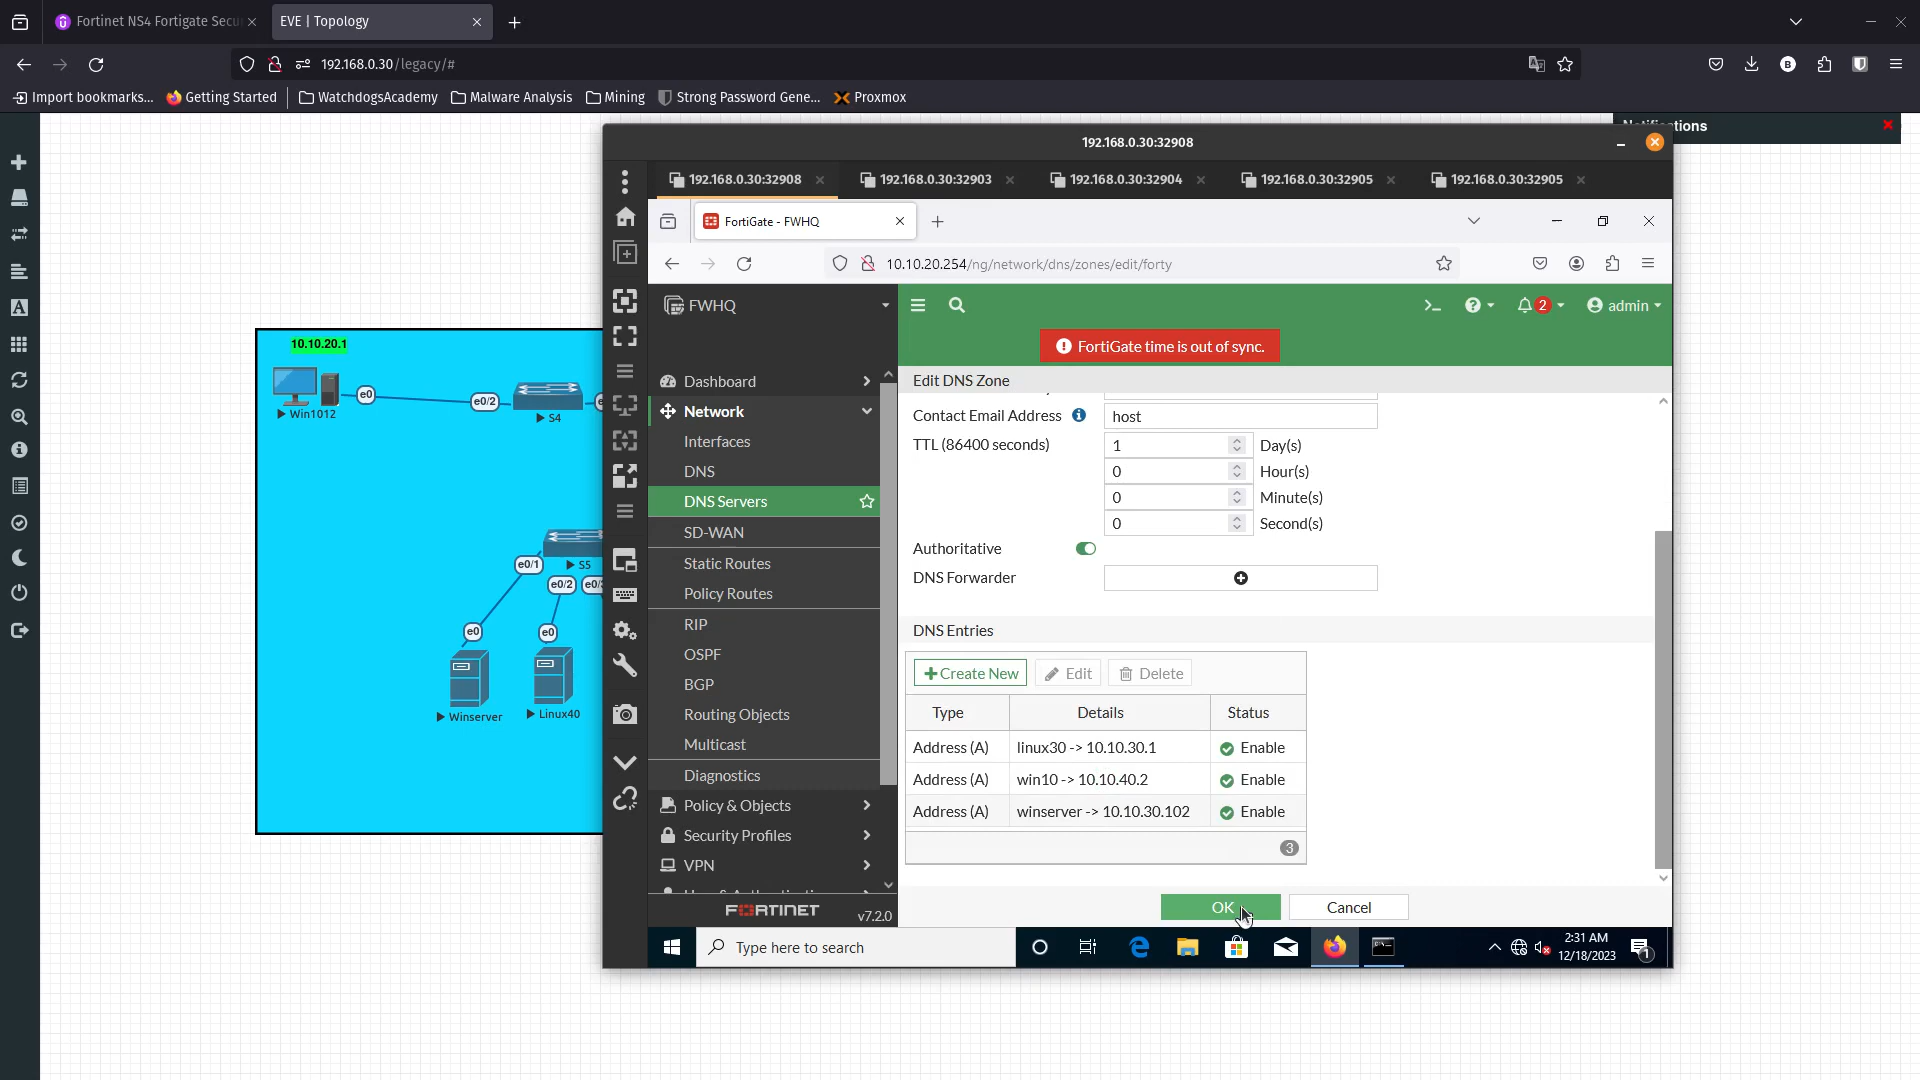 Fortinet NS4 Fortigate Secu
EVE | Topology
192.168.0.30/legacy/#
Import bookmarks...
Getting Started
WatchdogsAcademy
Malware Analysis
Mining
Strong Password Gene...
Proxmox
192.168.0.30:32908
192.168.0.30:32908
192.168.0.30:32903
192.168.0.30:32904
192.168.0.30:32905
192.168.0.30:32905
FortiGate - FWHQ
10.10.20.254/ng/network/dns/zones/edit/forty
FWHQ
2
admin
FortiGate time is out of sync.
Dashboard
Network
Interfaces
DNS
DNS Servers
SD-WAN
Static Routes
Policy Routes
RIP
OSPF
BGP
Routing Objects
Multicast
Diagnostics
Policy & Objects
Security Profiles
VPN
FORTINET
v7.2.0
Edit DNS Zone
Contact Email Address
host
TTL (86400 seconds)
1 Day(s)
0 Hour(s)
0 Minute(s)
0 Second(s)
Authoritative
DNS Forwarder
DNS Entries
Create New
Edit
Delete
Type Details Status
Address (A) linux30 -> 10.10.30.1 Enable
Address (A) win10 -> 10.10.40.2 Enable
Address (A) winserver -> 10.10.30.102 Enable
3
OK
Cancel
Type here to search
2:31 AM
12/18/2023
1
10.10.20.1
Win1012
e0
e0/2
S4
e0/1
S5
e0/2
e0
e0
Winserver
Linux40